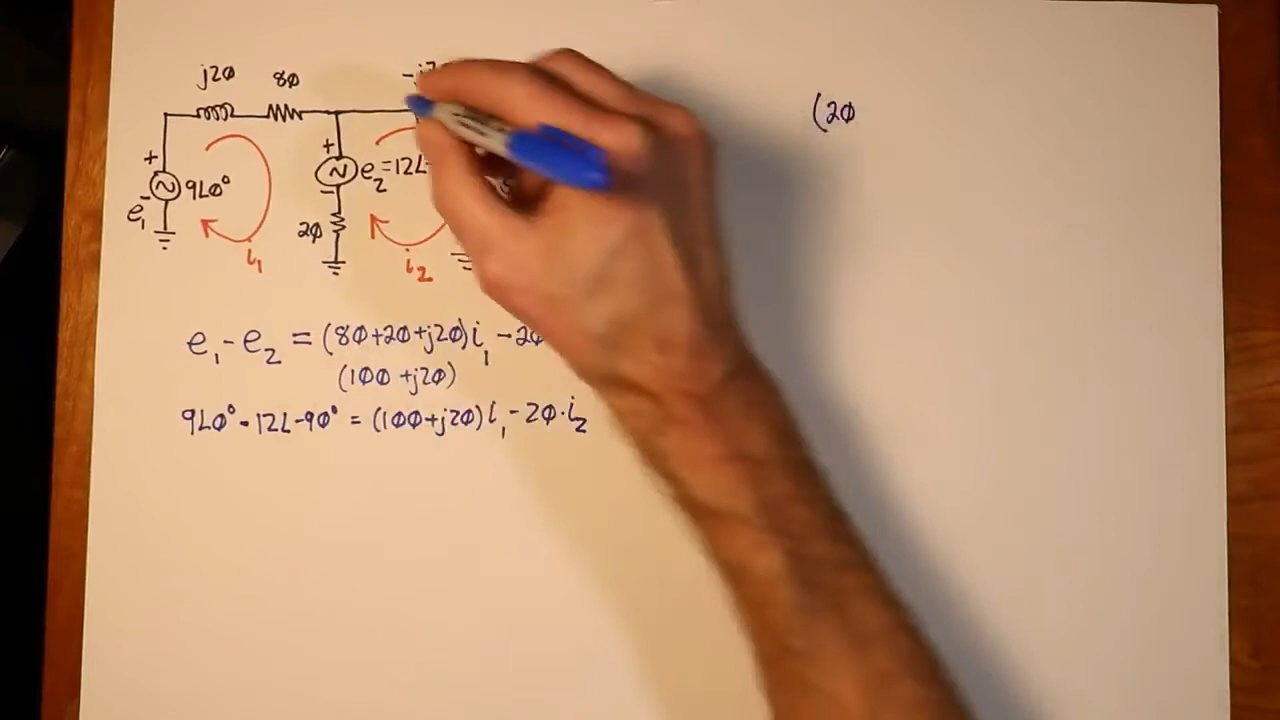 j20 80 -j
(20
+ + +
9∠0° e₂=12∠
- -
e₁ 20
i₁ i₂
e₁-e₂ = (80+20+j20)i₁-20
(100+j20)
9∠0°-12∠-90° = (100+j20)i₁-20·i₂